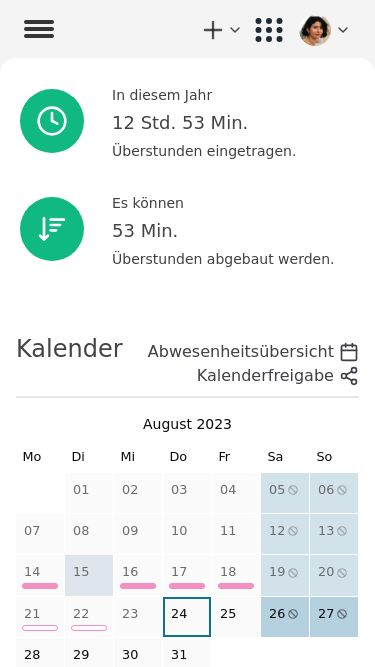 In diesem Jahr
12 Std. 53 Min.
Überstunden eingetragen.
Es können
53 Min.
Überstunden abgebaut werden.
Kalender
Abwesenheitsübersicht
Kalenderfreigabe
August 2023
Mo Di Mi Do Fr Sa So
01 02 03 04 05 06
07 08 09 10 11 12 13
14 15 16 17 18 19 20
21 22 23 24 25 26 27
28 29 30 31